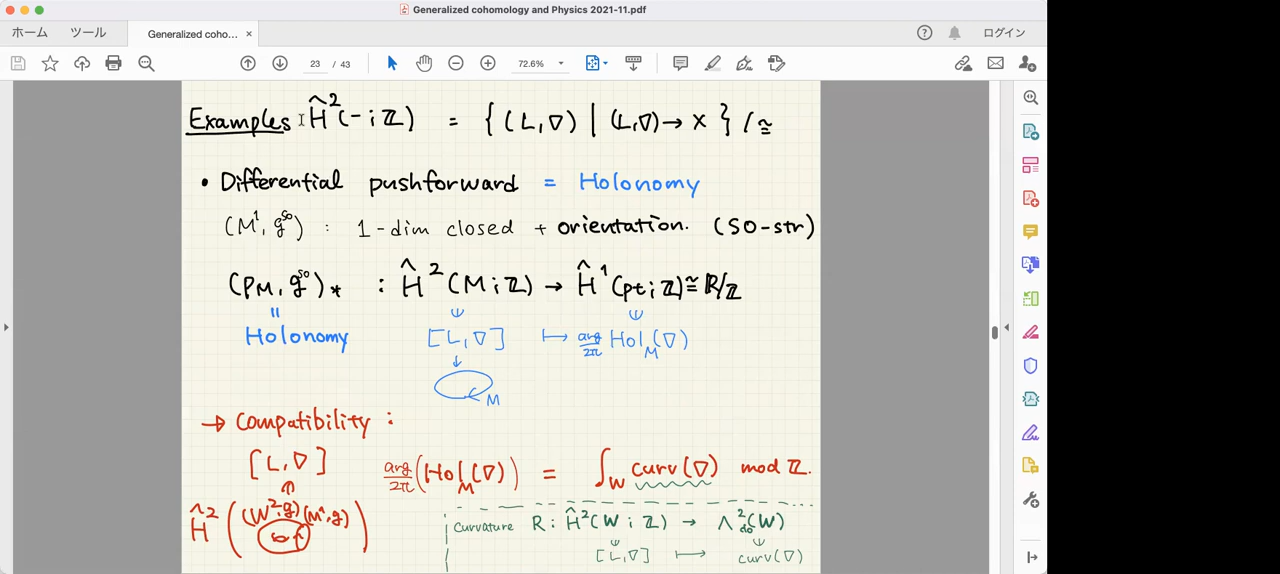 Generalized cohomology and Physics 2021-11.pdf
ホーム ツール Generalized coho... × ログイン
23 / 43 72.6%
Examples : Ĥ²(-;ℤ) = { (L,∇) | (L,∇) → X } / ≅
• Differential pushforward = Holonomy
(M¹, g^so) : 1-dim closed + orientation. (SO-str)
(P_M, g^so)_* : Ĥ²(M;ℤ) → Ĥ¹(pt;ℤ) ≅ ℝ/ℤ
Holonomy [L,∇] ↦ arg/2π Hol_M(∇)
M
→ Compatibility :
[L,∇] arg/2π (Hol_M(∇)) = ∫_W curv(∇) mod ℤ.
Ĥ² ( (W²,g) (M¹,g) )
curvature R : Ĥ²(W;ℤ) → Λ²_clo(W)
[L,∇] ↦ curv(∇)